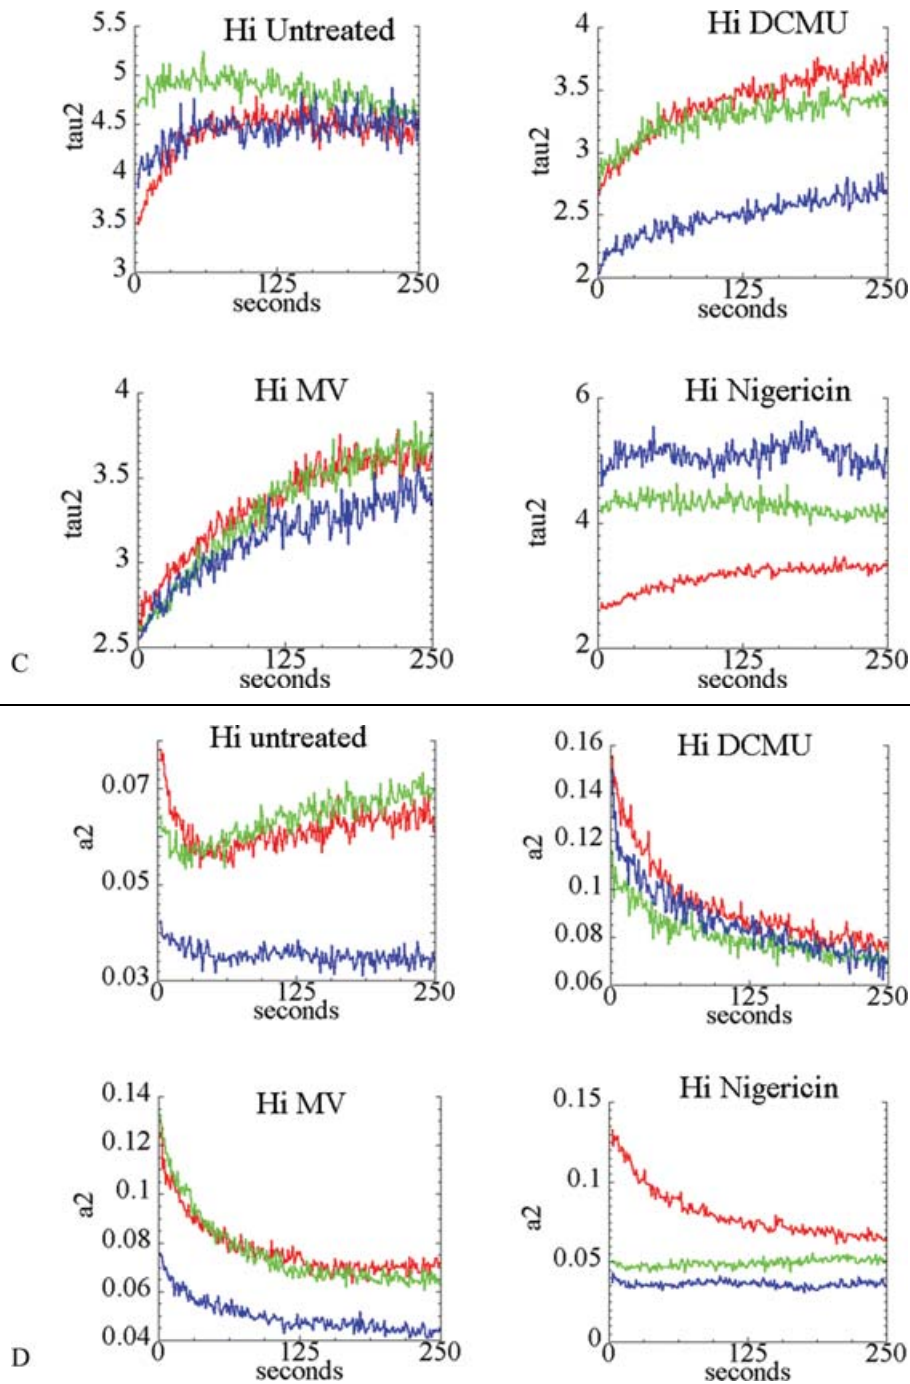 Hi Untreated
5.5
5
4.5
4
3.5
3
tau2
0
125
250
seconds
Hi DCMU
3.5
3
2.5
2
tau2
0
125
250
seconds
Hi MV
4
3.5
3
2.5
tau2
0
125
250
seconds
Hi Nigericin
6
4
2
tau2
0
125
250
seconds
C
Hi untreated
0.07
0.05
0.03
a2
0
125
250
seconds
Hi DCMU
0.16
0.14
0.12
0.1
0.08
0.06
a2
0
125
250
seconds
Hi MV
0.14
0.12
0.1
0.08
0.06
0.04
a2
0
125
250
seconds
Hi Nigericin
0.15
0.1
0.05
0
a2
0
125
250
seconds
D